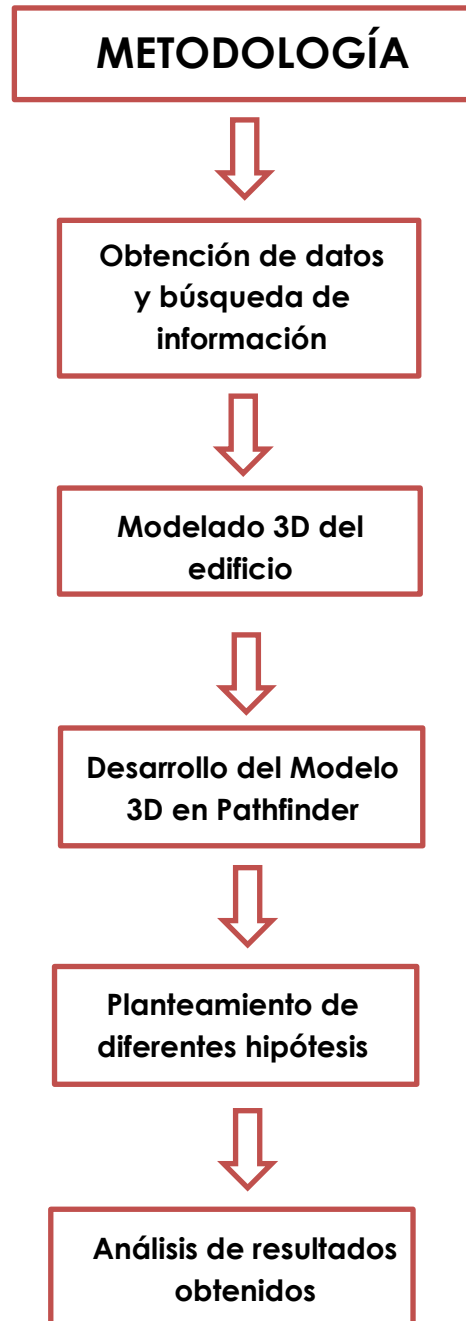 METODOLOGÍA
Obtención de datos
y búsqueda de
información
Modelado 3D del
edificio
Desarrollo del Modelo
3D en Pathfinder
Planteamiento de
diferentes hipótesis
Análisis de resultados
obtenidos